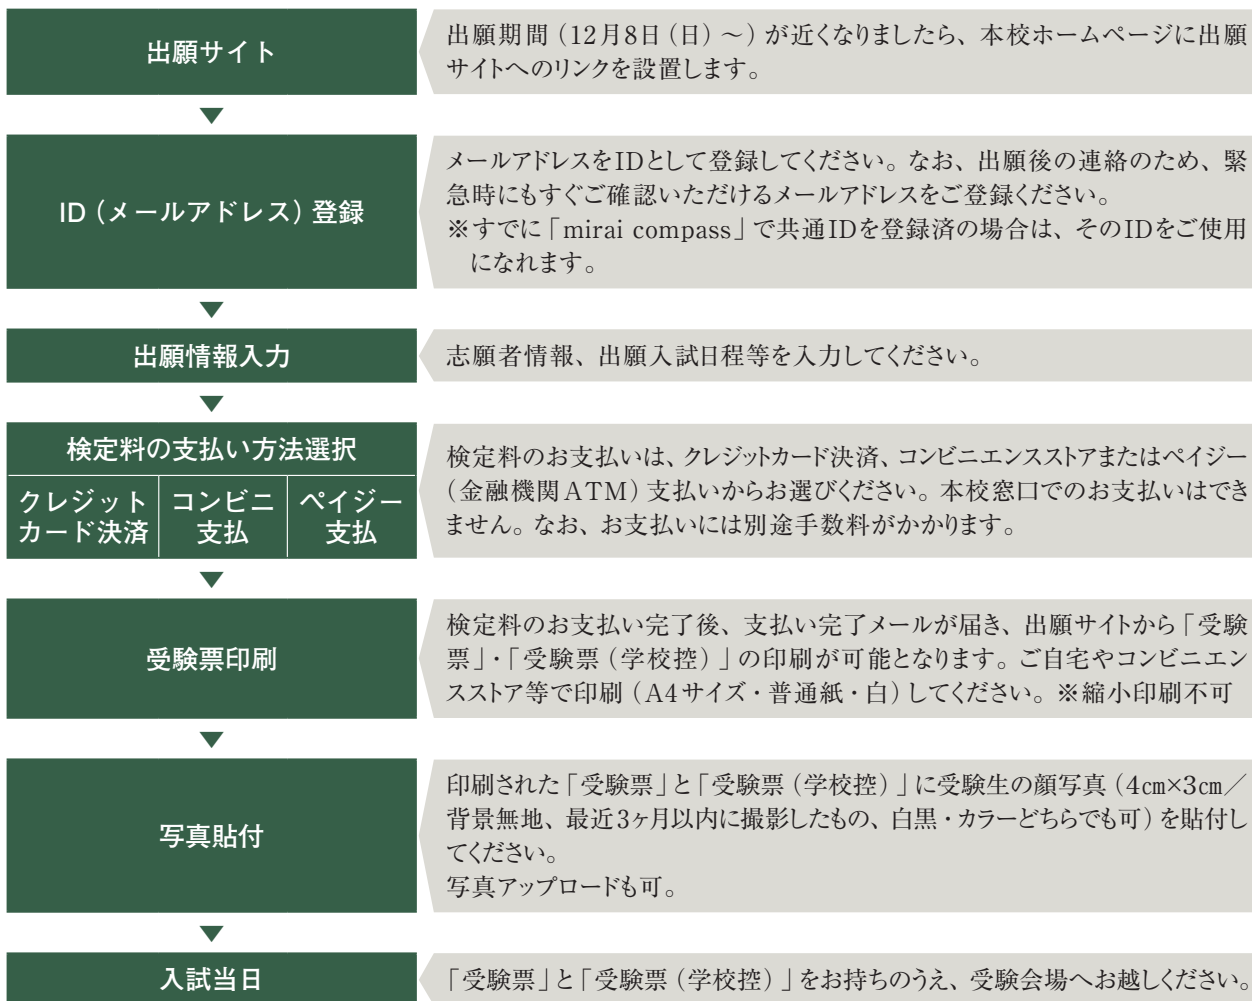 出願サイト
出願期間（12月8日（日）～）が近くなりましたら、本校ホームページに出願
サイトへのリンクを設置します。
ID（メールアドレス）登録
メールアドレスをIDとして登録してください。なお、出願後の連絡のため、緊
急時にもすぐご確認いただけるメールアドレスをご登録ください。
※すでに「mirai compass」で共通IDを登録済の場合は、そのIDをご使用
になれます。
出願情報入力
志願者情報、出願入試日程等を入力してください。
検定料の支払い方法選択
クレジット
カード決済
コンビニ
支払
ペイジー
支払
検定料のお支払いは、クレジットカード決済、コンビニエンスストアまたはペイジー
（金融機関ATM）支払いからお選びください。本校窓口でのお支払いはでき
ません。なお、お支払いには別途手数料がかかります。
受験票印刷
検定料のお支払い完了後、支払い完了メールが届き、出願サイトから「受験
票」・「受験票（学校控）」の印刷が可能となります。ご自宅やコンビニエン
スストア等で印刷（A4サイズ・普通紙・白）してください。※縮小印刷不可
写真貼付
印刷された「受験票」と「受験票（学校控）」に受験生の顔写真（4㎝×3㎝／
背景無地、最近3ヶ月以内に撮影したもの、白黒・カラーどちらでも可）を貼付し
てください。
写真アップロードも可。
入試当日
「受験票」と「受験票（学校控）」をお持ちのうえ、受験会場へお越しください。